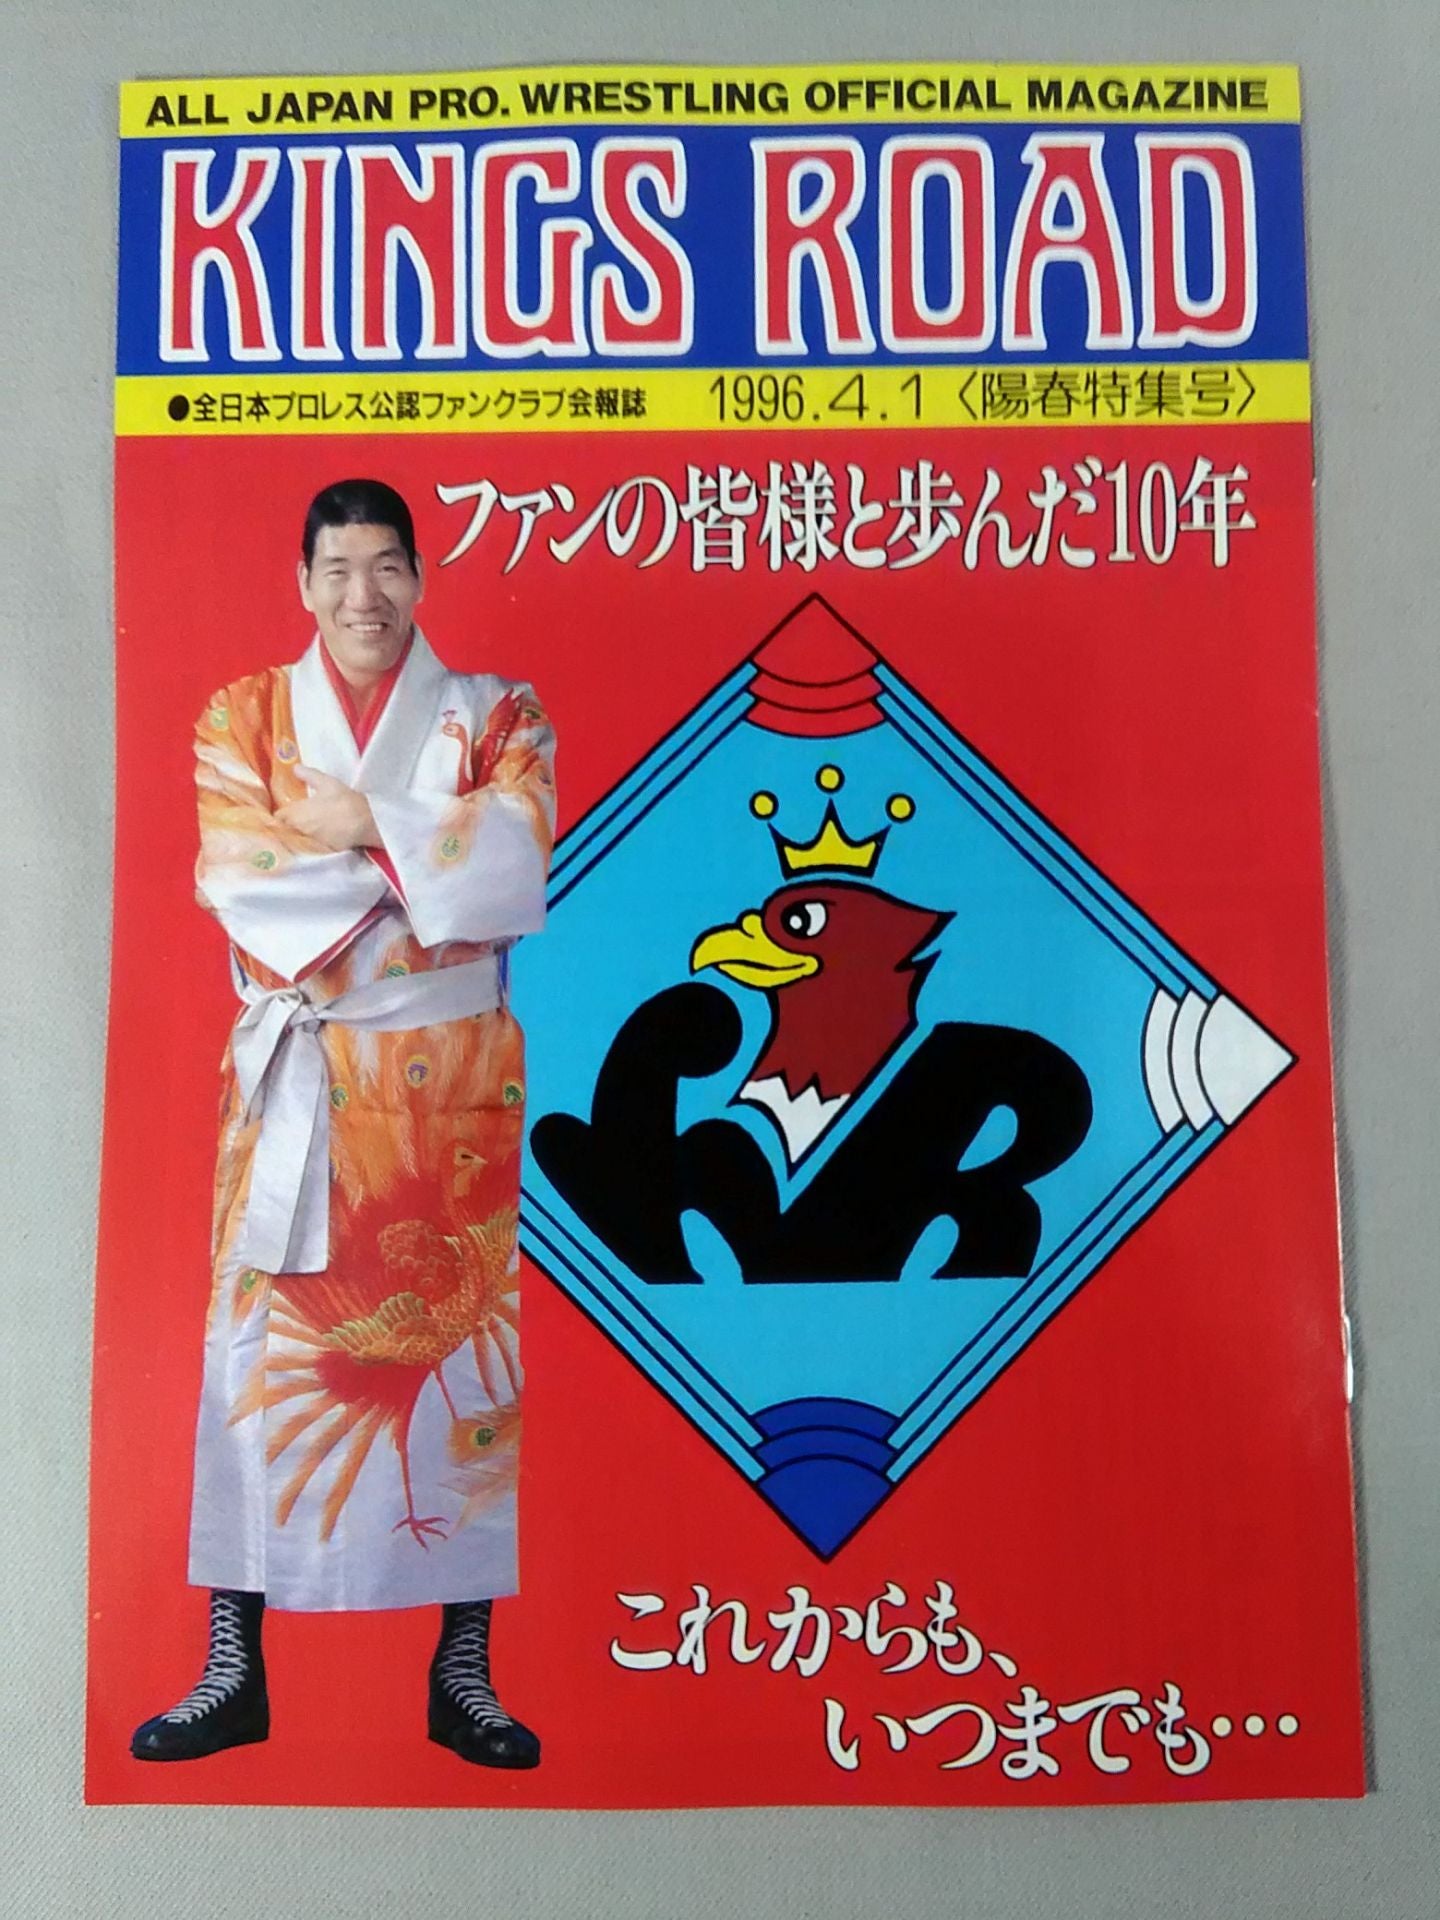 ALL JAPAN PRO. WRESTLING OFFICIAL MAGAZINE
KINGS ROAD
●全日本プロレス公認ファンクラブ会報誌 1996.4.1〈陽春特集号〉
ファンの皆様と歩んだ10年
KR
これからも、
いつまでも…